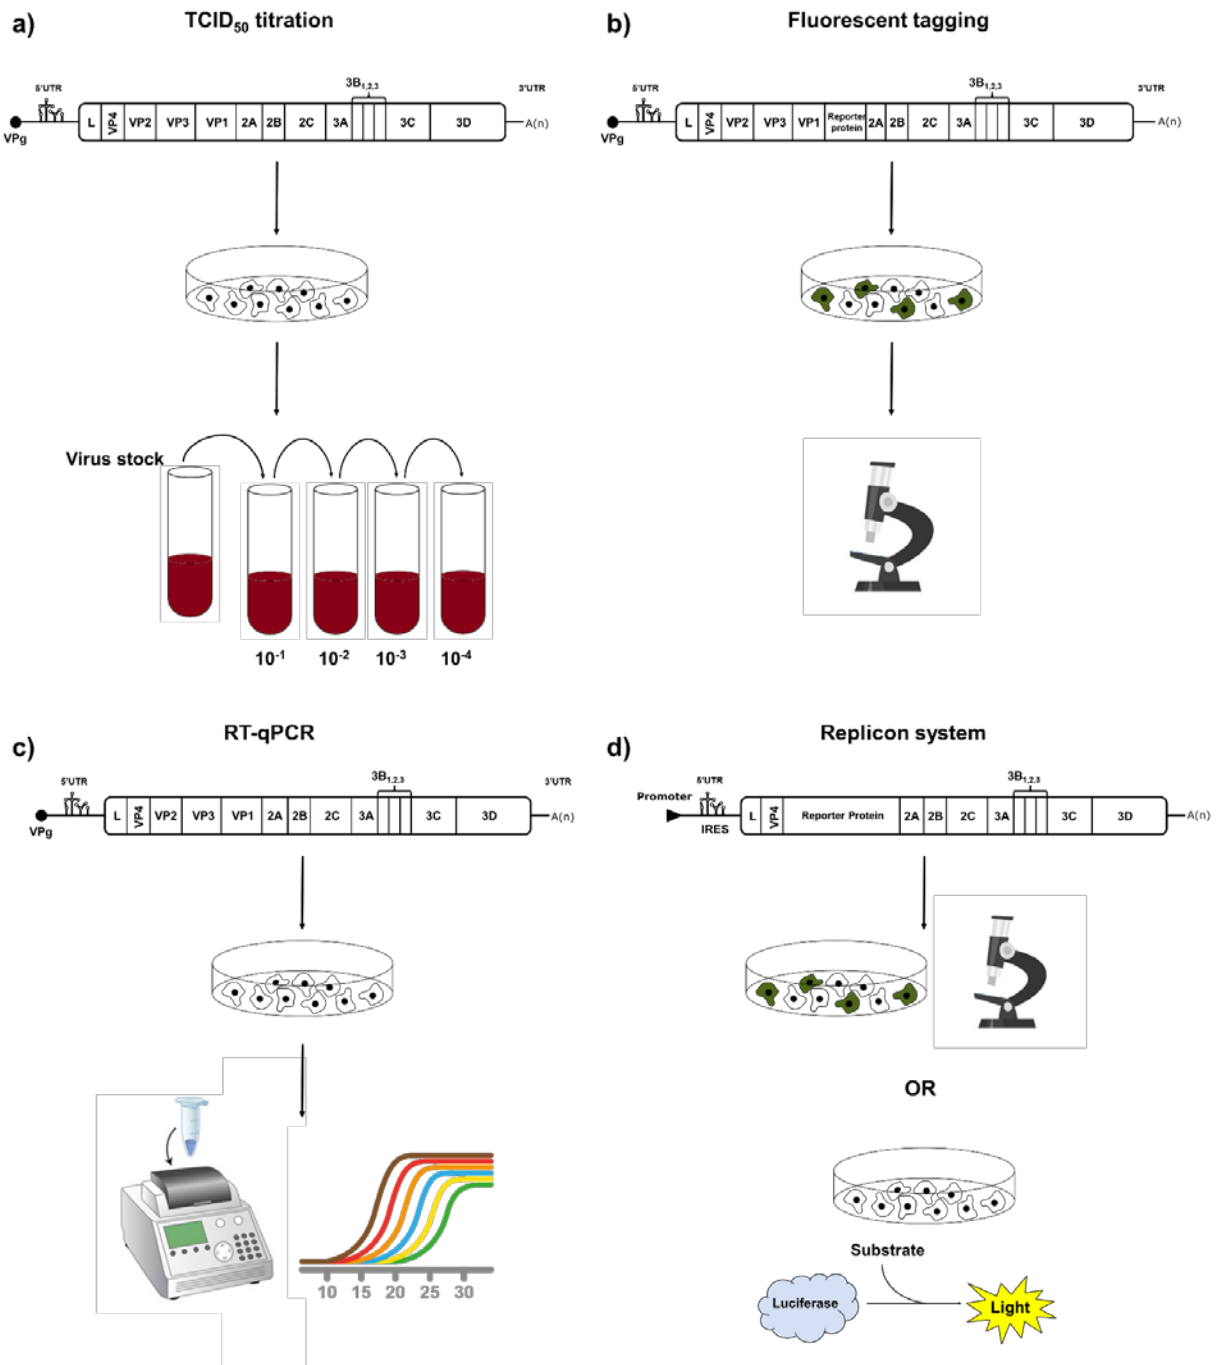 a)
TCID50 titration
5'UTR
3B1,2,3
3'UTR
VPg
L VP4 VP2 VP3 VP1 2A 2B 2C 3A 3C 3D
A(n)
Virus stock
10-1 10-2 10-3 10-4
b)
Fluorescent tagging
5'UTR
3B1,2,3
3'UTR
VPg
L VP4 VP2 VP3 VP1 Reporter protein 2A 2B 2C 3A 3C 3D
A(n)
c)
RT-qPCR
5'UTR
3B1,2,3
3'UTR
VPg
L VP4 VP2 VP3 VP1 2A 2B 2C 3A 3C 3D
A(n)
10 15 20 25 30
d)
Replicon system
Promoter
5'UTR
3B1,2,3
3'UTR
IRES
L VP4 Reporter Protein 2A 2B 2C 3A 3C 3D
A(n)
OR
Substrate
Luciferase
Light